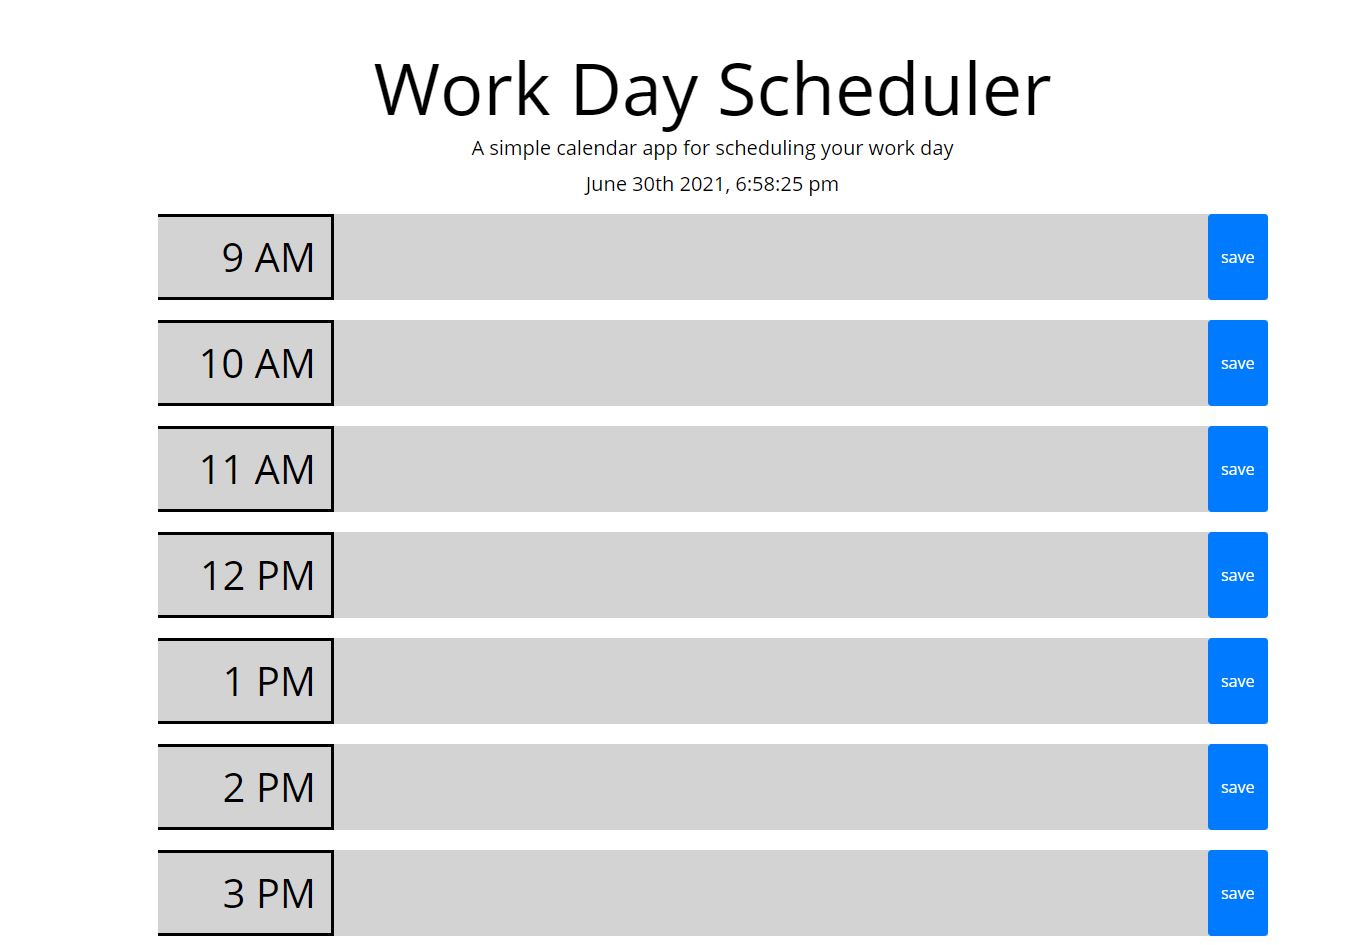 Work Day Scheduler
A simple calendar app for scheduling your work day
June 30th 2021, 6:58:25 pm
9 AM save
10 AM save
11 AM save
12 PM save
1 PM save
2 PM save
3 PM save